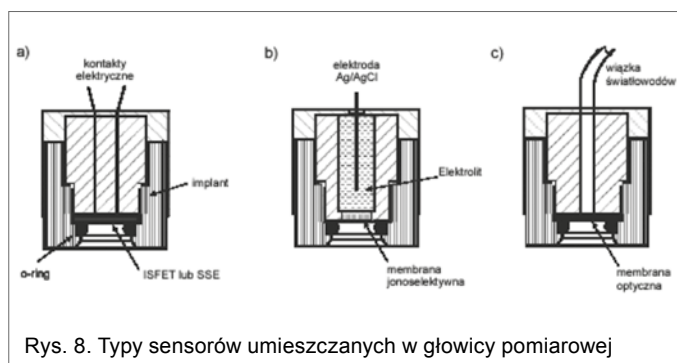 a)
kontakty
elektryczne
implant
o-ring
ISFET lub SSE
b)
elektroda
Ag/AgCl
Elektrolit
membrana
jonoselektywna
c)
wiązka
światłowodów
membrana
optyczna
Rys. 8. Typy sensorów umieszczanych w głowicy pomiarowej